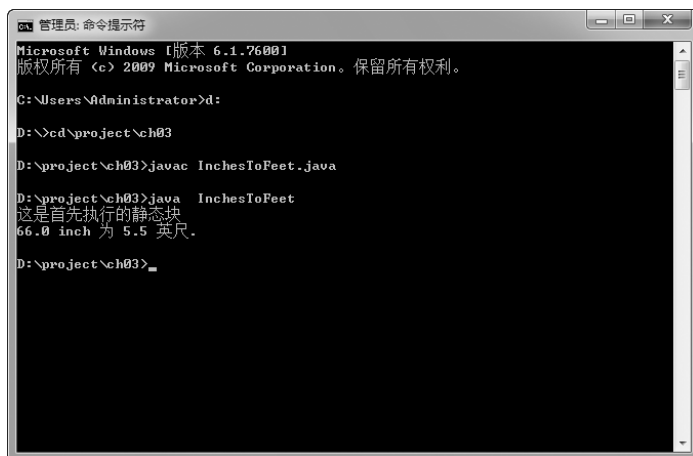 管理员: 命令提示符
Microsoft Windows [版本 6.1.7600]
版权所有 (c) 2009 Microsoft Corporation。保留所有权利。
C:\Users\Administrator>d:
D:\>cd\project\ch03
D:\project\ch03>javac InchesToFeet.java
D:\project\ch03>java  InchesToFeet
这是首先执行的静态块
66.0 inch 为 5.5 英尺.
D:\project\ch03>